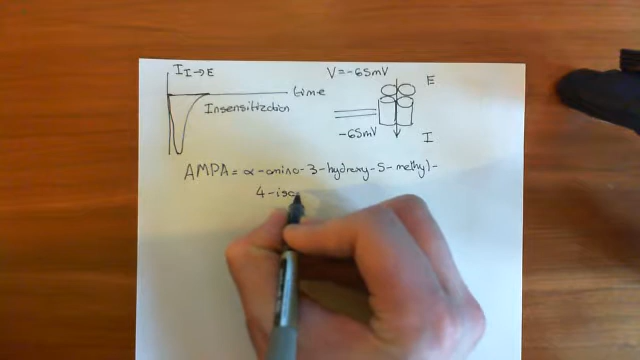 I I→E
time
Insensitization
V=-65mV
E
-65mV
I
AMPA = α-amino-3-hydroxy-5-methyl-
4-iso